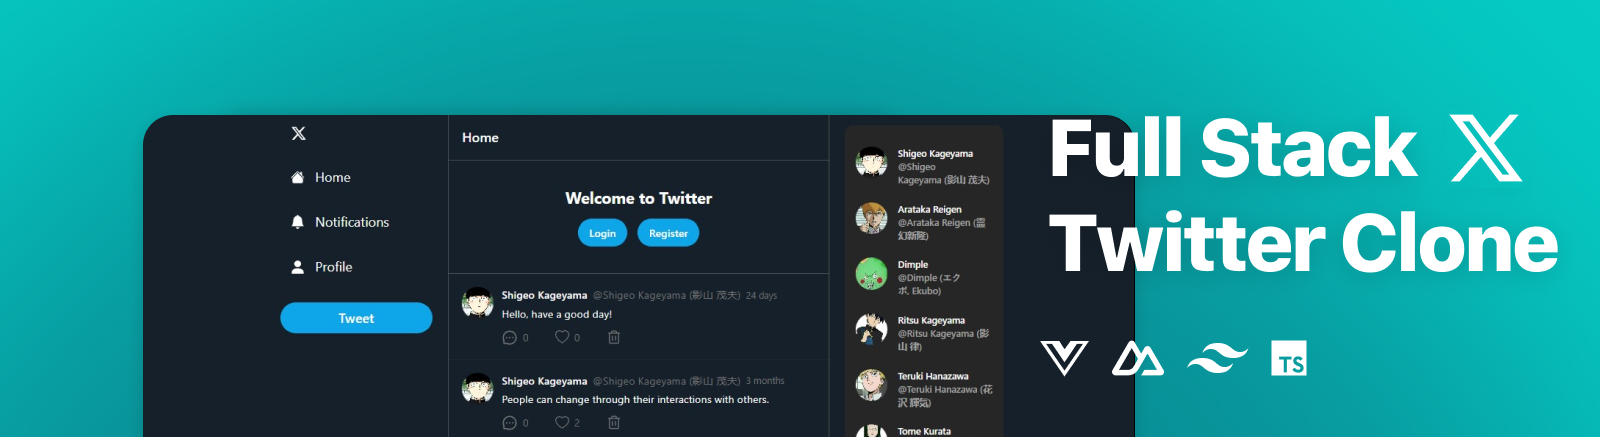 Home
Notifications
Profile
Tweet
Home
Welcome to Twitter
Login
Register
Shigeo Kageyama @Shigeo Kageyama (影山 茂夫) 24 days
Hello, have a good day!
0 0
Shigeo Kageyama @Shigeo Kageyama (影山 茂夫) 3 months
People can change through their interactions with others.
0 2
Shigeo Kageyama
@Shigeo
Kageyama (影山 茂夫)
Arataka Reigen
@Arataka Reigen (霊
幻新隆)
Dimple
@Dimple (エク
ボ, Ekubo)
Ritsu Kageyama
@Ritsu Kageyama (影
山 律)
Teruki Hanazawa
@Teruki Hanazawa (花
沢 輝気)
Tome Kurata
Full Stack X
Twitter Clone
TS